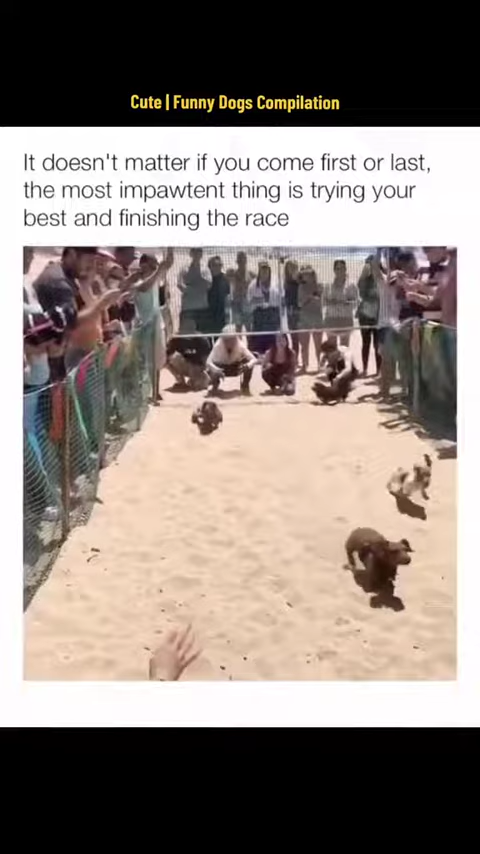 Cute | Funny Dogs Compilation
It doesn't matter if you come first or last,
the most impawtent thing is trying your
best and finishing the race